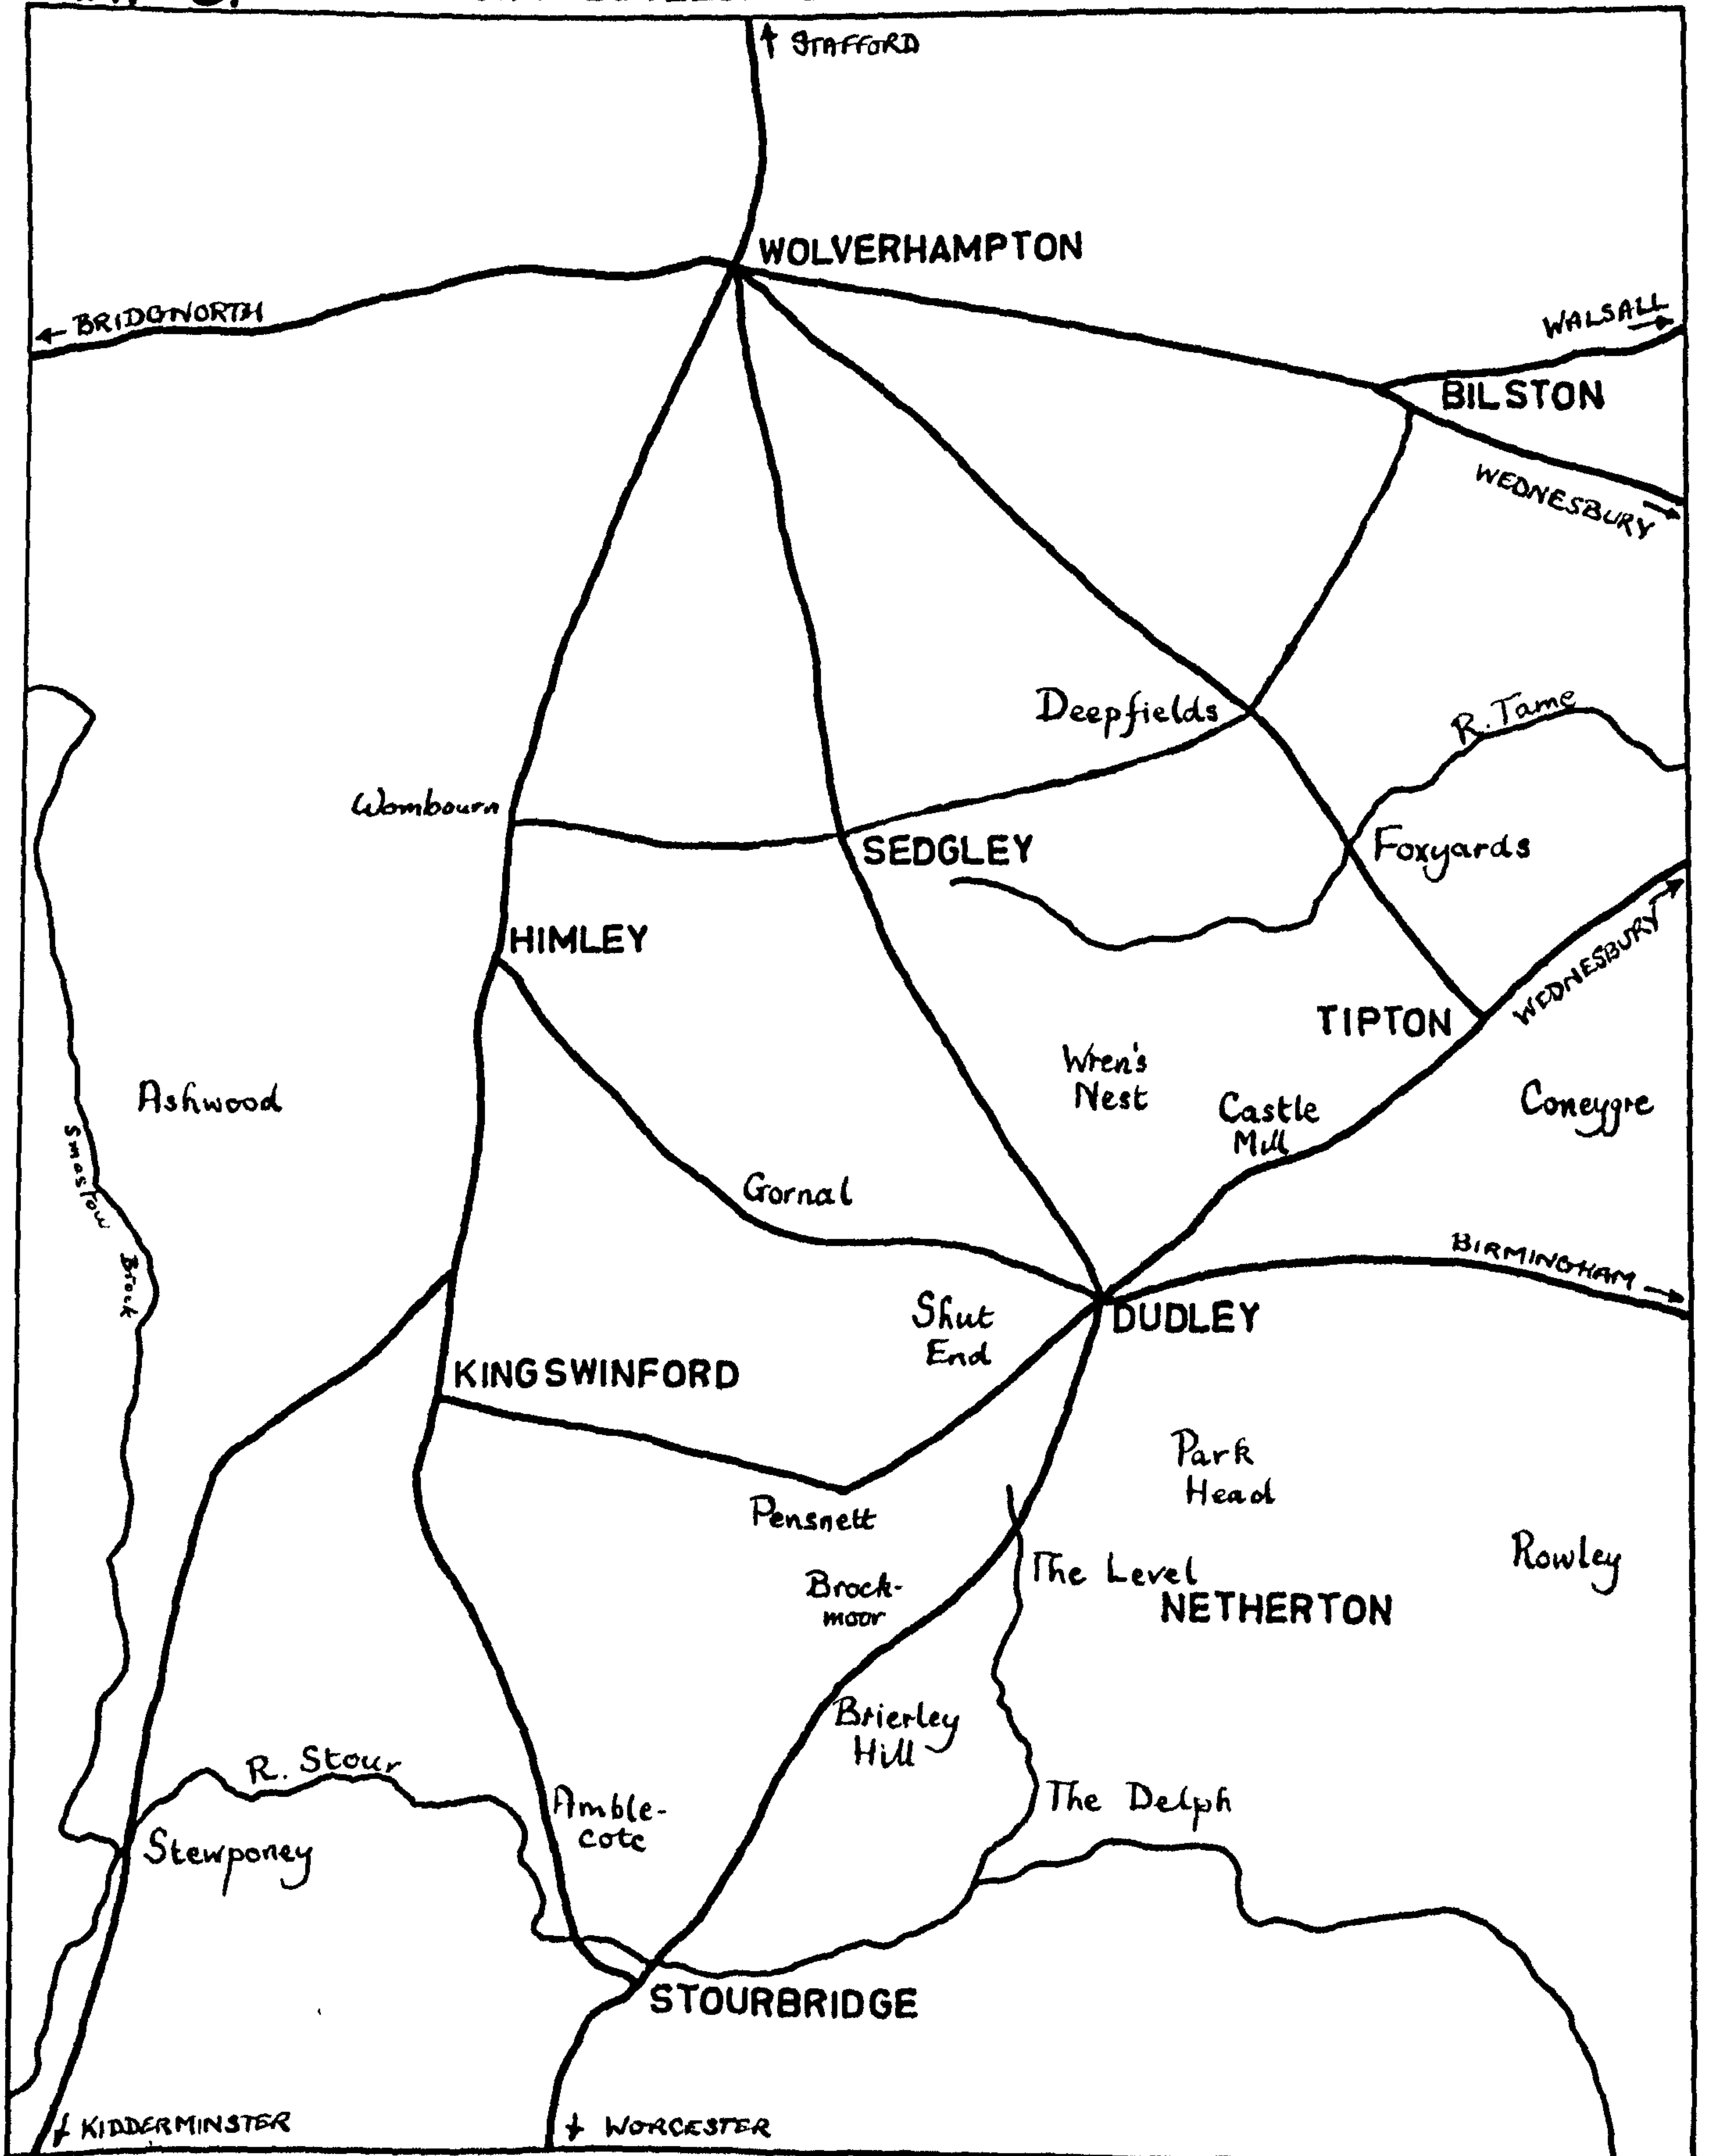 ↑ STAFFORD
WOLVERHAMPTON
← BRIDGNORTH
WALSALL →
BILSTON
WEDNESBURY →
Deepfields
R. Tame
Wombourn
SEDGLEY
Foxyards
HIMLEY
WEDNESBURY →
TIPTON
Wren's
Nest
Ashwood
Castle
Mill
Coneygre
Smestow
Brook
Gornal
BIRMINGHAM →
Shut
End
DUDLEY
KINGSWINFORD
Park
Head
Pensnett
Rowley
The Level
Brock-
moor
NETHERTON
Brierley
Hill
R. Stour
Amble-
cote
The Delph
Stewponey
STOURBRIDGE
↓ KIDDERMINSTER
↓ WORCESTER